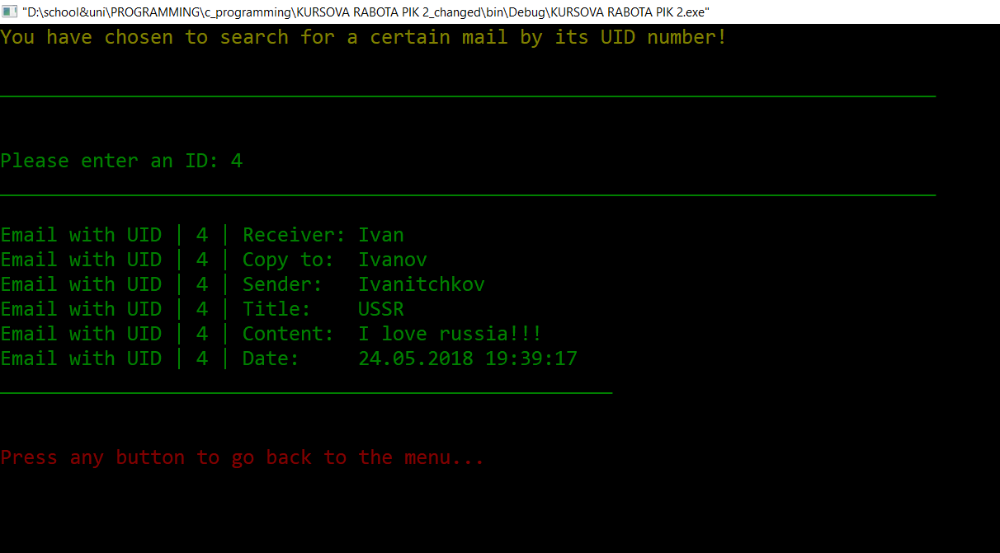 "D:\school&uni\PROGRAMMING\c_programming\KURSOVA RABOTA PIK 2_changed\bin\Debug\KURSOVA RABOTA PIK 2.exe"
You have chosen to search for a certain mail by its UID number!
Please enter an ID: 4
Email with UID | 4 | Receiver: Ivan
Email with UID | 4 | Copy to:  Ivanov
Email with UID | 4 | Sender:   Ivanitchkov
Email with UID | 4 | Title:    USSR
Email with UID | 4 | Content:  I love russia!!!
Email with UID | 4 | Date:     24.05.2018 19:39:17
Press any button to go back to the menu...